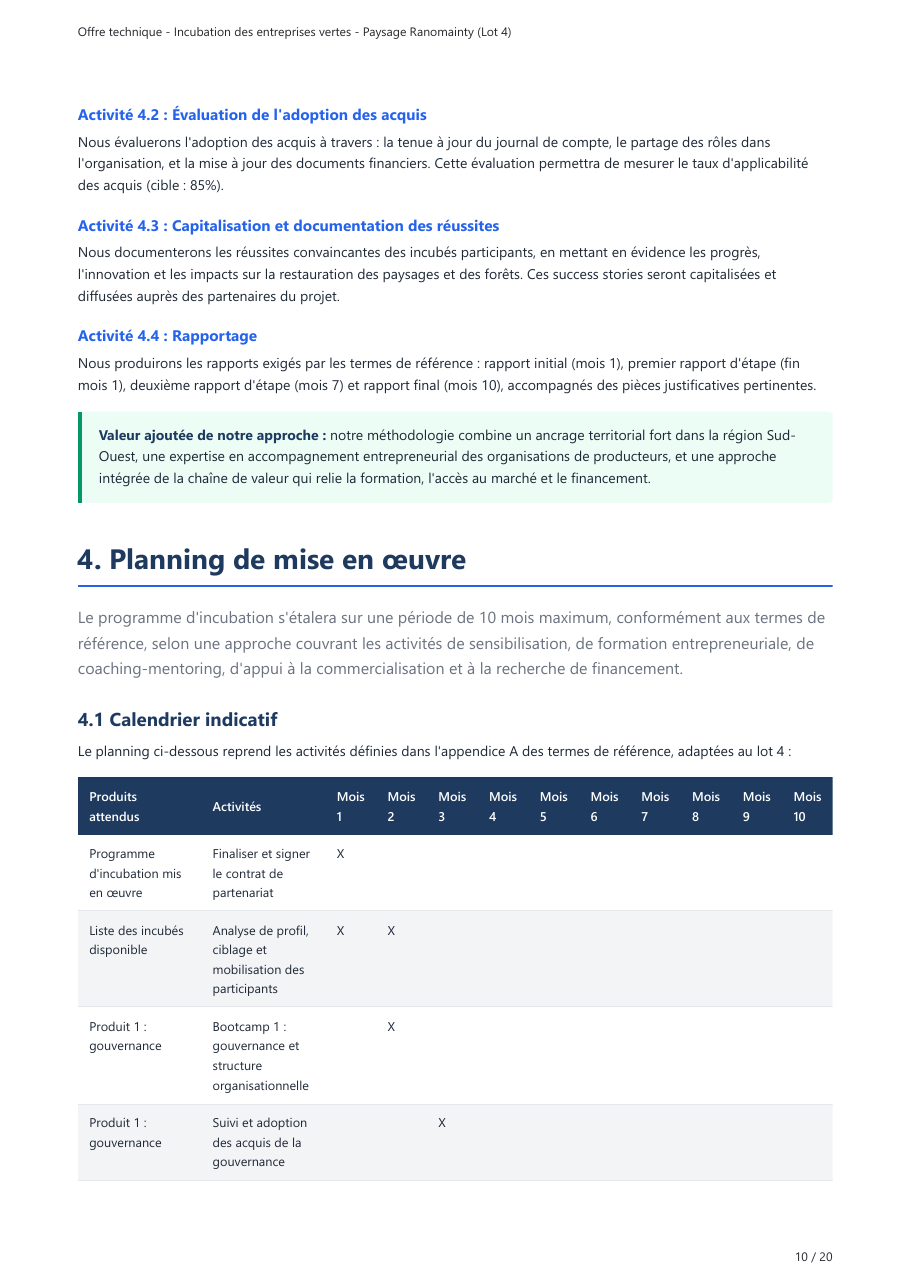 Offre technique - Incubation des entreprises vertes - Paysage Ranomainty (Lot 4)
Activité 4.2 : Évaluation de l'adoption des acquis
Nous évaluerons l'adoption des acquis à travers : la tenue à jour du journal de compte, le partage des rôles dans
l'organisation, et la mise à jour des documents financiers. Cette évaluation permettra de mesurer le taux d'applicabilité
des acquis (cible : 85%).
Activité 4.3 : Capitalisation et documentation des réussites
Nous documenterons les réussites convaincantes des incubés participants, en mettant en évidence les progrès,
l'innovation et les impacts sur la restauration des paysages et des forêts. Ces success stories seront capitalisées et
diffusées auprès des partenaires du projet.
Activité 4.4 : Rapportage
Nous produirons les rapports exigés par les termes de référence : rapport initial (mois 1), premier rapport d'étape (fin
mois 1), deuxième rapport d'étape (mois 7) et rapport final (mois 10), accompagnés des pièces justificatives pertinentes.
Valeur ajoutée de notre approche : notre méthodologie combine un ancrage territorial fort dans la région Sud-
Ouest, une expertise en accompagnement entrepreneurial des organisations de producteurs, et une approche
intégrée de la chaîne de valeur qui relie la formation, l'accès au marché et le financement.
4. Planning de mise en œuvre
Le programme d'incubation s'étalera sur une période de 10 mois maximum, conformément aux termes de
référence, selon une approche couvrant les activités de sensibilisation, de formation entrepreneuriale, de
coaching-mentoring, d'appui à la commercialisation et à la recherche de financement.
4.1 Calendrier indicatif
Le planning ci-dessous reprend les activités définies dans l'appendice A des termes de référence, adaptées au lot 4 :
Produits
attendus
Activités
Mois
1
Mois
2
Mois
3
Mois
4
Mois
5
Mois
6
Mois
7
Mois
8
Mois
9
Mois
10
Programme
d'incubation mis
en œuvre
Finaliser et signer
le contrat de
partenariat
X
Liste des incubés
disponible
Analyse de profil,
ciblage et
mobilisation des
participants
X
X
Produit 1 :
gouvernance
Bootcamp 1 :
gouvernance et
structure
organisationnelle
X
Produit 1 :
gouvernance
Suivi et adoption
des acquis de la
gouvernance
X
10 / 20